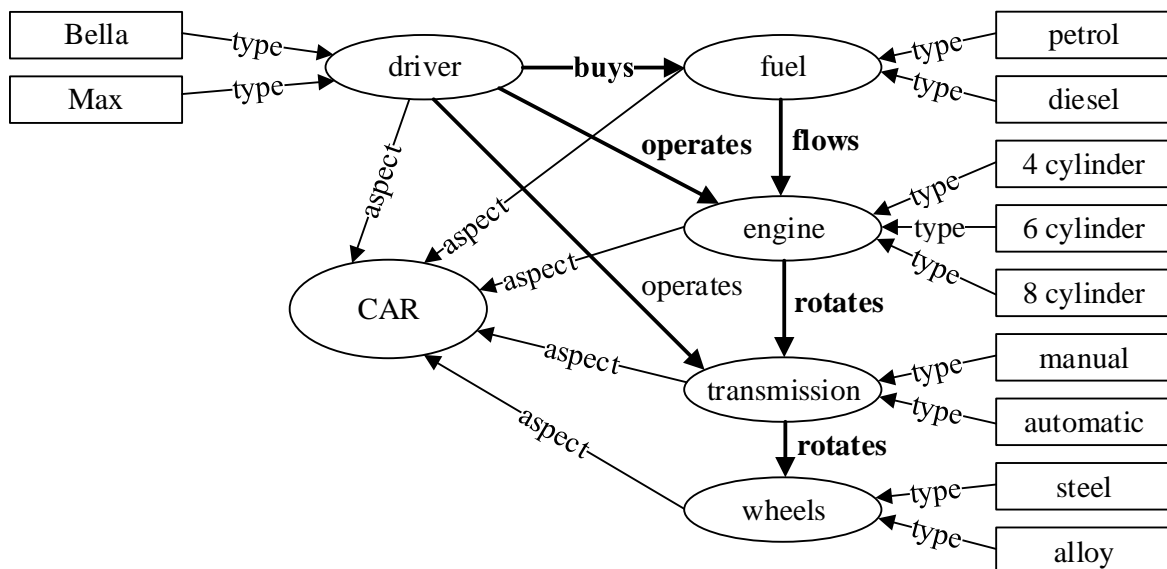 Bella
type
driver
buys
fuel
type
petrol
Max
type
type
diesel
operates
flows
4 cylinder
type
aspect
aspect
engine
type
6 cylinder
aspect
type
8 cylinder
CAR
operates
rotates
manual
aspect
type
transmission
type
automatic
aspect
rotates
steel
type
wheels
type
alloy